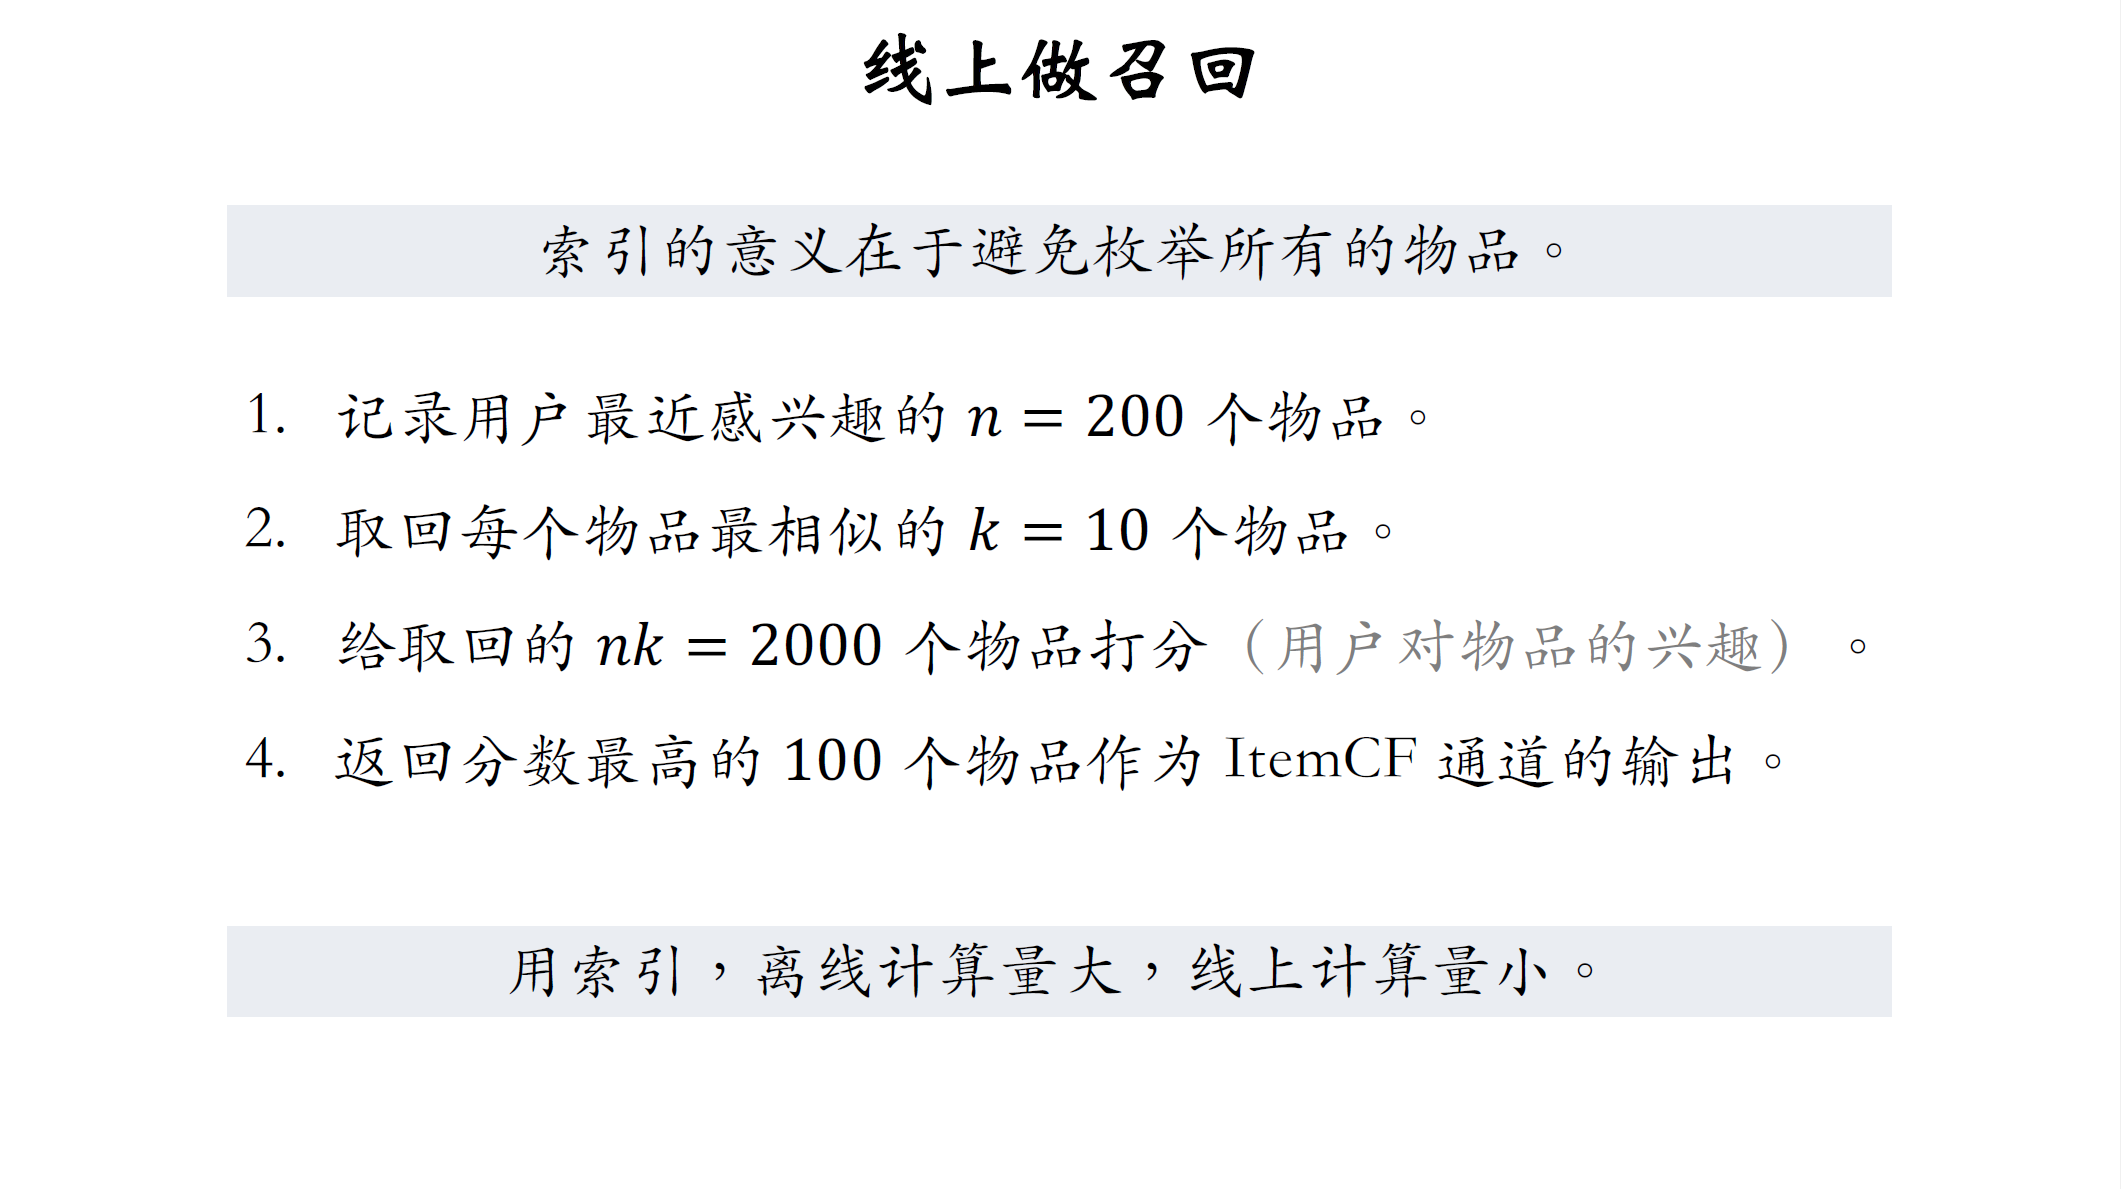 线上做召回
索引的意义在于避免枚举所有的物品。
1. 记录用户最近感兴趣的 n = 200 个物品。
2. 取回每个物品最相似的 k = 10 个物品。
3. 给取回的 nk = 2000 个物品打分（用户对物品的兴趣）。
4. 返回分数最高的 100 个物品作为 ItemCF 通道的输出。
用索引，离线计算量大，线上计算量小。